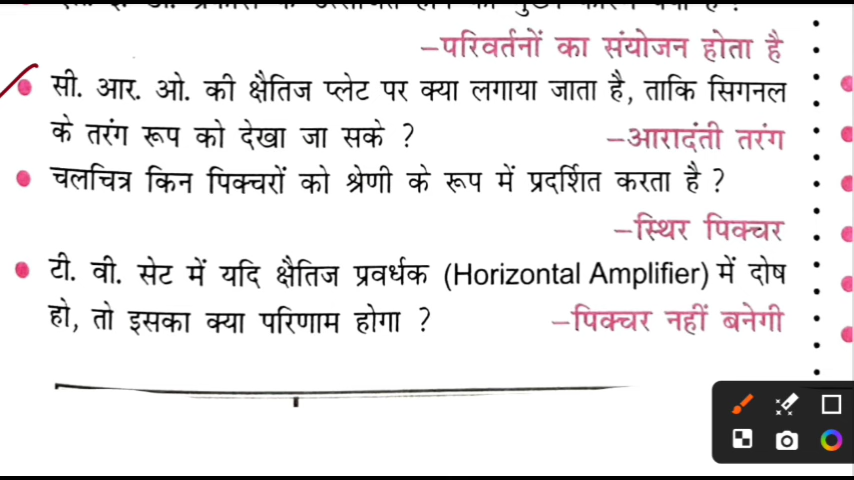 –परिवर्तनों का संयोजन होता है
सी. आर. ओ. की क्षैतिज प्लेट पर क्या लगाया जाता है, ताकि सिगनल
के तरंग रूप को देखा जा सके ? –आरादंती तरंग
चलचित्र किन पिक्चरों को श्रेणी के रूप में प्रदर्शित करता है ?
–स्थिर पिक्चर
टी. वी. सेट में यदि क्षैतिज प्रवर्धक (Horizontal Amplifier) में दोष
हो, तो इसका क्या परिणाम होगा ? –पिक्चर नहीं बनेगी